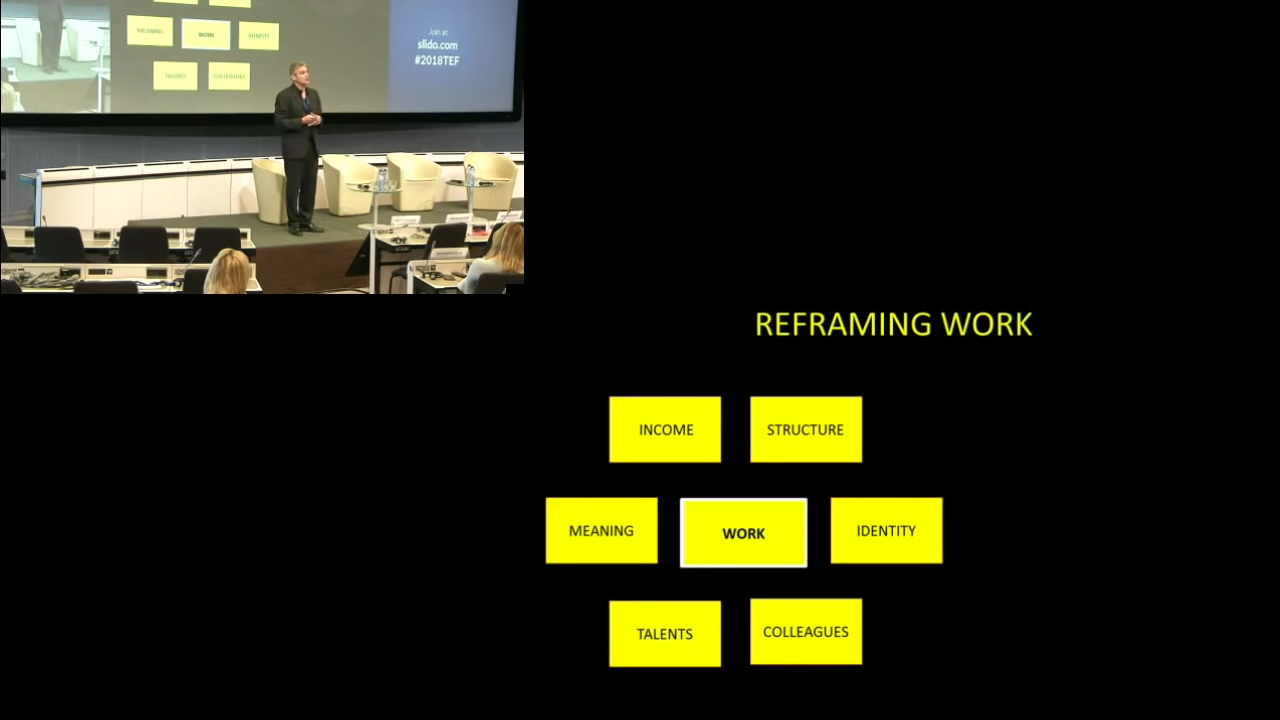 MEANING
WORK
IDENTITY
TALENTS
COLLEAGUES
Join at
slido.com
#2018TEF
REFRAMING WORK
INCOME
STRUCTURE
MEANING
WORK
IDENTITY
TALENTS
COLLEAGUES